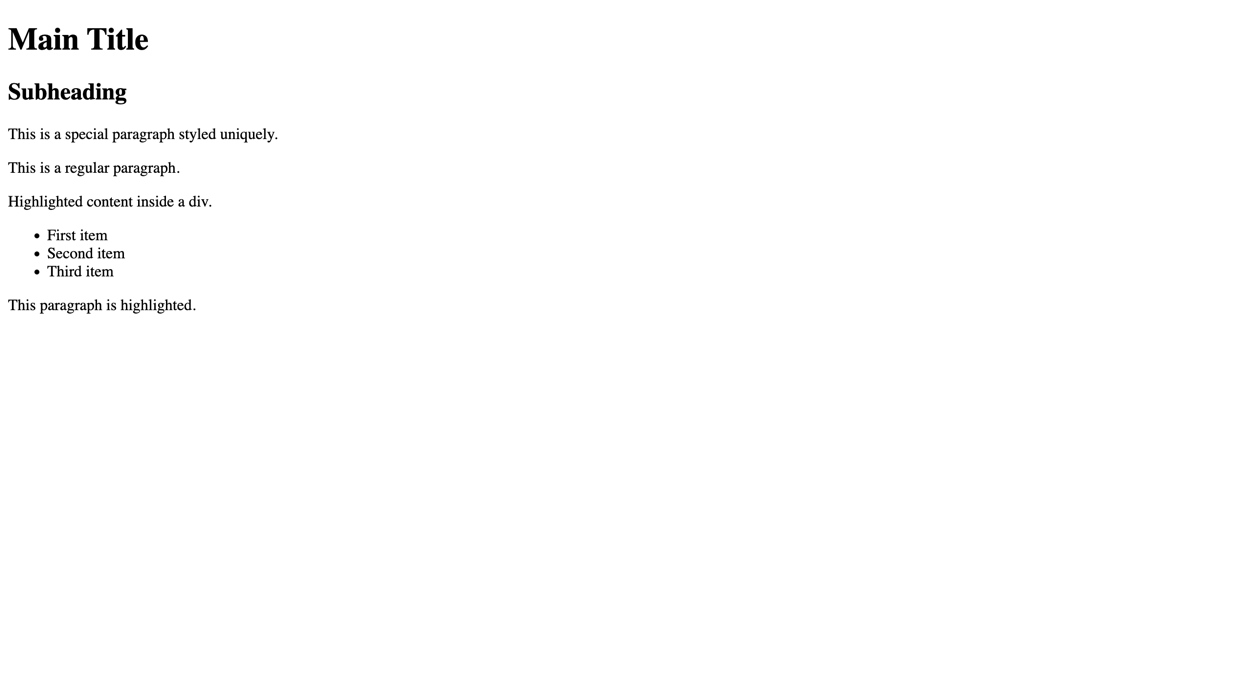 Main Title
Subheading
This is a special paragraph styled uniquely.
This is a regular paragraph.
Highlighted content inside a div.
• First item
• Second item
• Third item
This paragraph is highlighted.